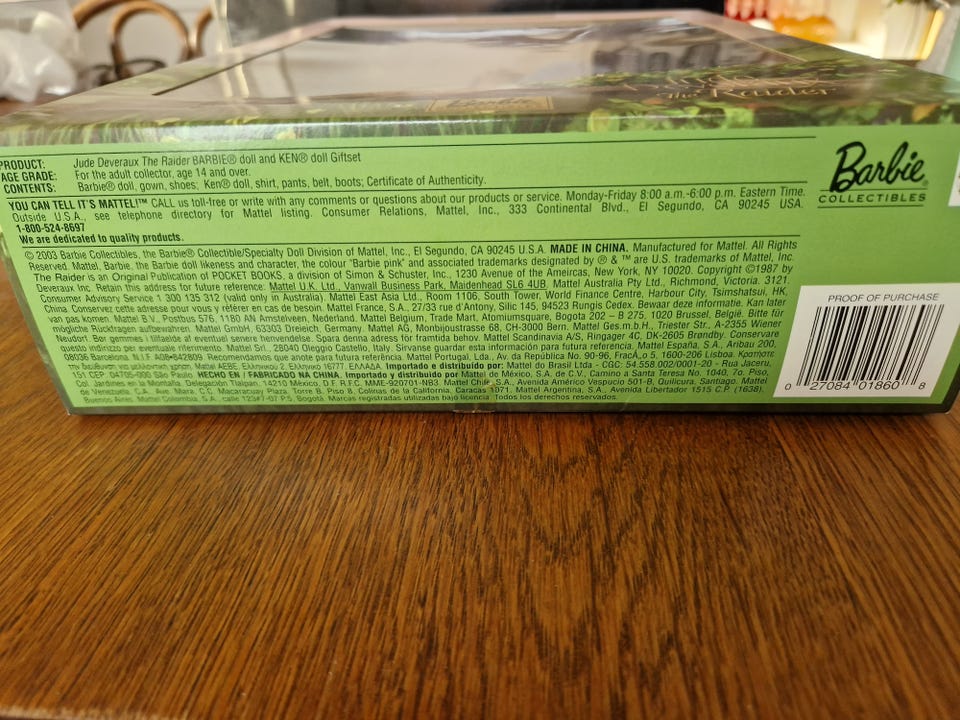 The Raider
PRODUCT: Jude Deveraux The Raider BARBIE® doll and KEN® doll Giftset
AGE GRADE: For the adult collector, age 14 and over.
CONTENTS: Barbie® doll, gown, shoes; Ken® doll, shirt, pants, belt, boots; Certificate of Authenticity.
YOU CAN TELL IT'S MATTEL!™ CALL us toll-free or write with any comments or questions about our products or service. Monday-Friday 8:00 a.m.-6:00 p.m. Eastern Time.
Outside U.S.A., see telephone directory for Mattel listing. Consumer Relations, Mattel, Inc., 333 Continental Blvd., El Segundo, CA 90245 USA.
1-800-524-8697
We are dedicated to quality products.
© 2003 Barbie Collectibles, the Barbie® Collectible/Specialty Doll Division of Mattel, Inc., El Segundo, CA 90245 U.S.A. MADE IN CHINA. Manufactured for Mattel. All Rights
Reserved. Mattel, Barbie, the Barbie doll likeness and character, the colour "Barbie pink" and associated trademarks designated by ® & ™ are U.S. trademarks of Mattel, Inc.
The Raider is an Original Publication of POCKET BOOKS, a division of Simon & Schuster, Inc., 1230 Avenue of the Ameircas, New York, NY 10020. Copyright ©1987 by
Deveraux Inc. Retain this address for future reference: Mattel U.K. Ltd., Vanwall Business Park, Maidenhead SL6 4UB. Mattel Australia Pty Ltd., Richmond, Victoria. 3121.
Consumer Advisory Service 1 300 135 312 (valid only in Australia). Mattel East Asia Ltd., Room 1106, South Tower, World Finance Centre, Harbour City, Tsimshatsui, HK,
China. Conservez cette adresse pour vous y référer en cas de besoin. Mattel France, S.A., 27/33 rue d'Antony, Silic 145, 94523 Rungis Cedex. Bewaar deze informatie. Kan later
van pas komen. Mattel B.V., Postbus 576, 1180 AN Amstelveen, Nederland. Mattel Belgium, Trade Mart, Atomiumsquare, Bogota 202 – B 275, 1020 Brussel, België. Bitte für
mögliche Rückfragen aufbewahren. Mattel GmbH, 63303 Dreieich, Germany. Mattel AG, Monbijoustrasse 68, CH-3000 Bern. Mattel Ges.m.b.H., Triester Str., A-2355 Wiener
Neudorf. Bør gemmes i tilfælde af eventuel senere henvendelse. Spara denna adress för framtida behov. Mattel Scandinavia A/S, Ringager 4C, DK-2605 Brøndby. Conservare
questo indirizzo per eventuale riferimento. Mattel Srl, 28040 Oleggio Castello, Italy. Sirvanse guardar esta información para futura referência. Mattel España, S.A., Aribau 200,
08036 Barcelona. N.I.F. A08-842809. Recomendamos que anote para futura referência. Mattel Portugal, Lda., Av. da República No. 90-96, FracÁ„o 5, 1600-206 Lisboa. Κρατήστε
Mattel AEBE, Ελληνικού 2, Ελληνικό 16777, ΕΛΛΑΔΑ. Importado e distribuído por: Mattel do Brasil Ltda - CGC: 54.558.002/0001-20 - Rua Jaceru,
151 CEP: 04705-000 São Paulo. HECHO EN / FABRICADO NA CHINA. Importado y distribuido por Mattel de México, S.A. de C.V., Camino a Santa Teresa No. 1040, 7o. Piso,
Col. Jardines en la Montaña, Delegación Tlalpan, 14210 México, D.F. R.F.C. MME-920701-NB3. Mattel Chile, S.A., Avenida Américo Vespucio 501-B, Quilicura, Santiago. Mattel
de Venezuela, C.A., Ave. Mara, C.C. Macaracuay Plaza, Torre B, Piso 8, Colinas de la California, Caracas 1071. Mattel Argentina, S.A., Avenida Libertador 1515 C.P. (1638),
Buenos Aires. Mattel Colombia, S.A., calle 123#7-07 P.5, Bogotá. Marcas registradas utilizadas bajo licencia. Todos los derechos reservados.
Barbie
COLLECTIBLES
PROOF OF PURCHASE
0 27084 01860 8